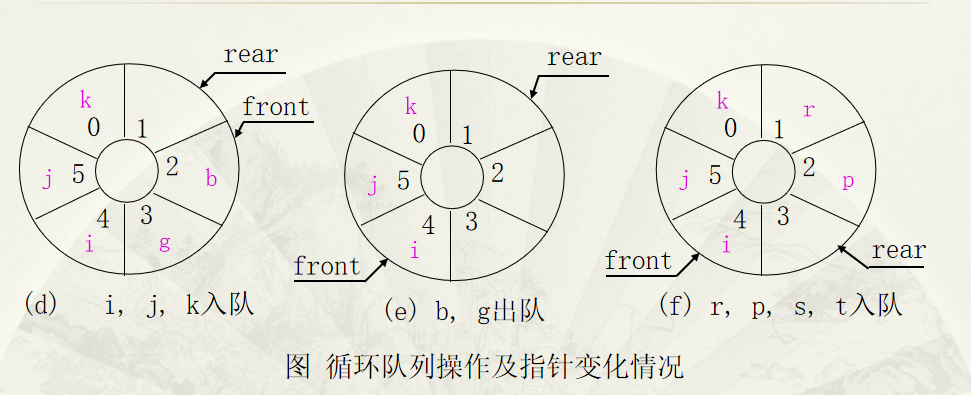 rear
front
k
0
1
j
5
2
b
4
3
i
g
(d) i, j, k入队
rear
k
0
1
j
5
2
4
3
i
front
(e) b, g出队
k
r
0
1
j
5
2
p
4
3
i
front
rear
(f) r, p, s, t入队
图 循环队列操作及指针变化情况